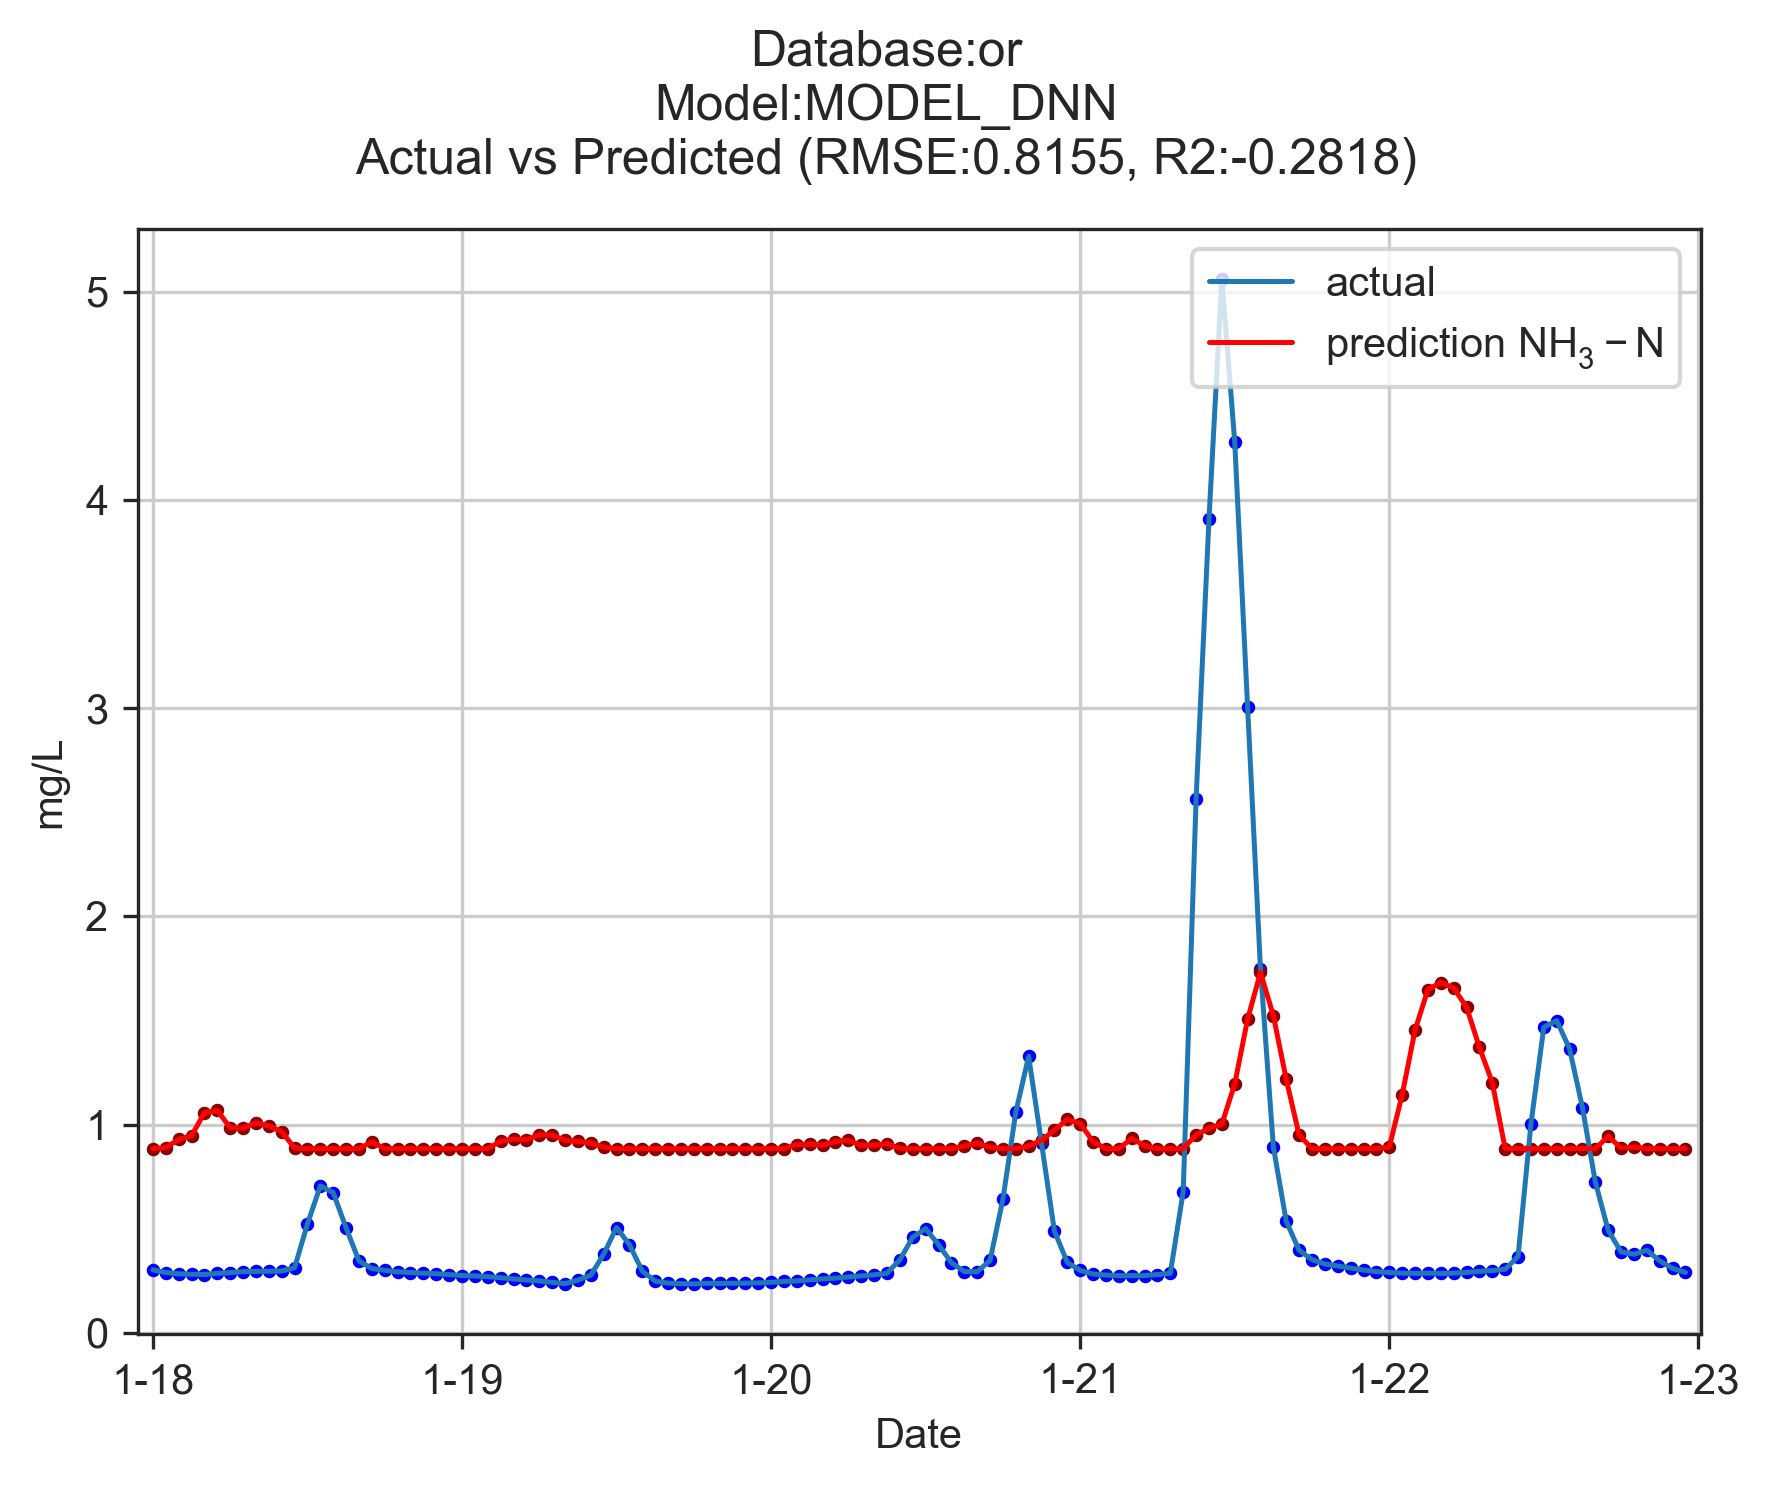 Database:or
Model:MODEL_DNN
Actual vs Predicted (RMSE:0.8155, R2:-0.2818)
actual
prediction NH₃ − N
5
4
3
2
1
0
mg/L
1-18 1-19 1-20 1-21 1-22 1-23
Date